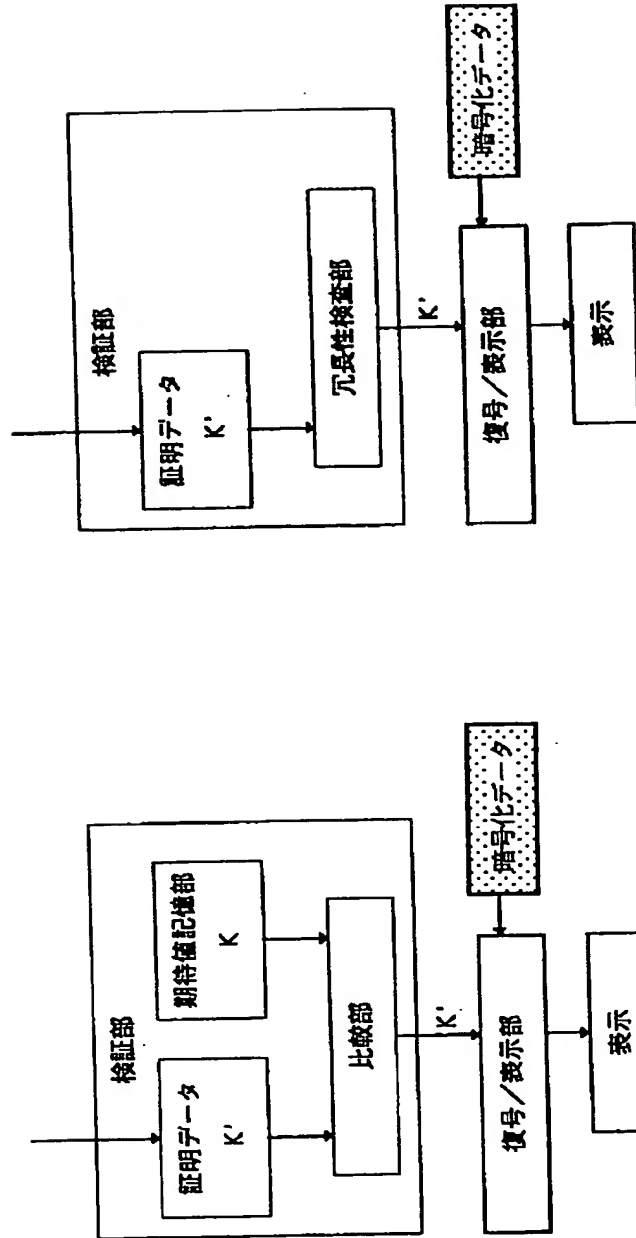 検証部
証明データ
K'
期待値記憶部
K
比較部
K'
復号／表示部
暗号化データ
表示
検証部
証明データ
K'
冗長性検査部
K'
復号／表示部
暗号化データ
表示